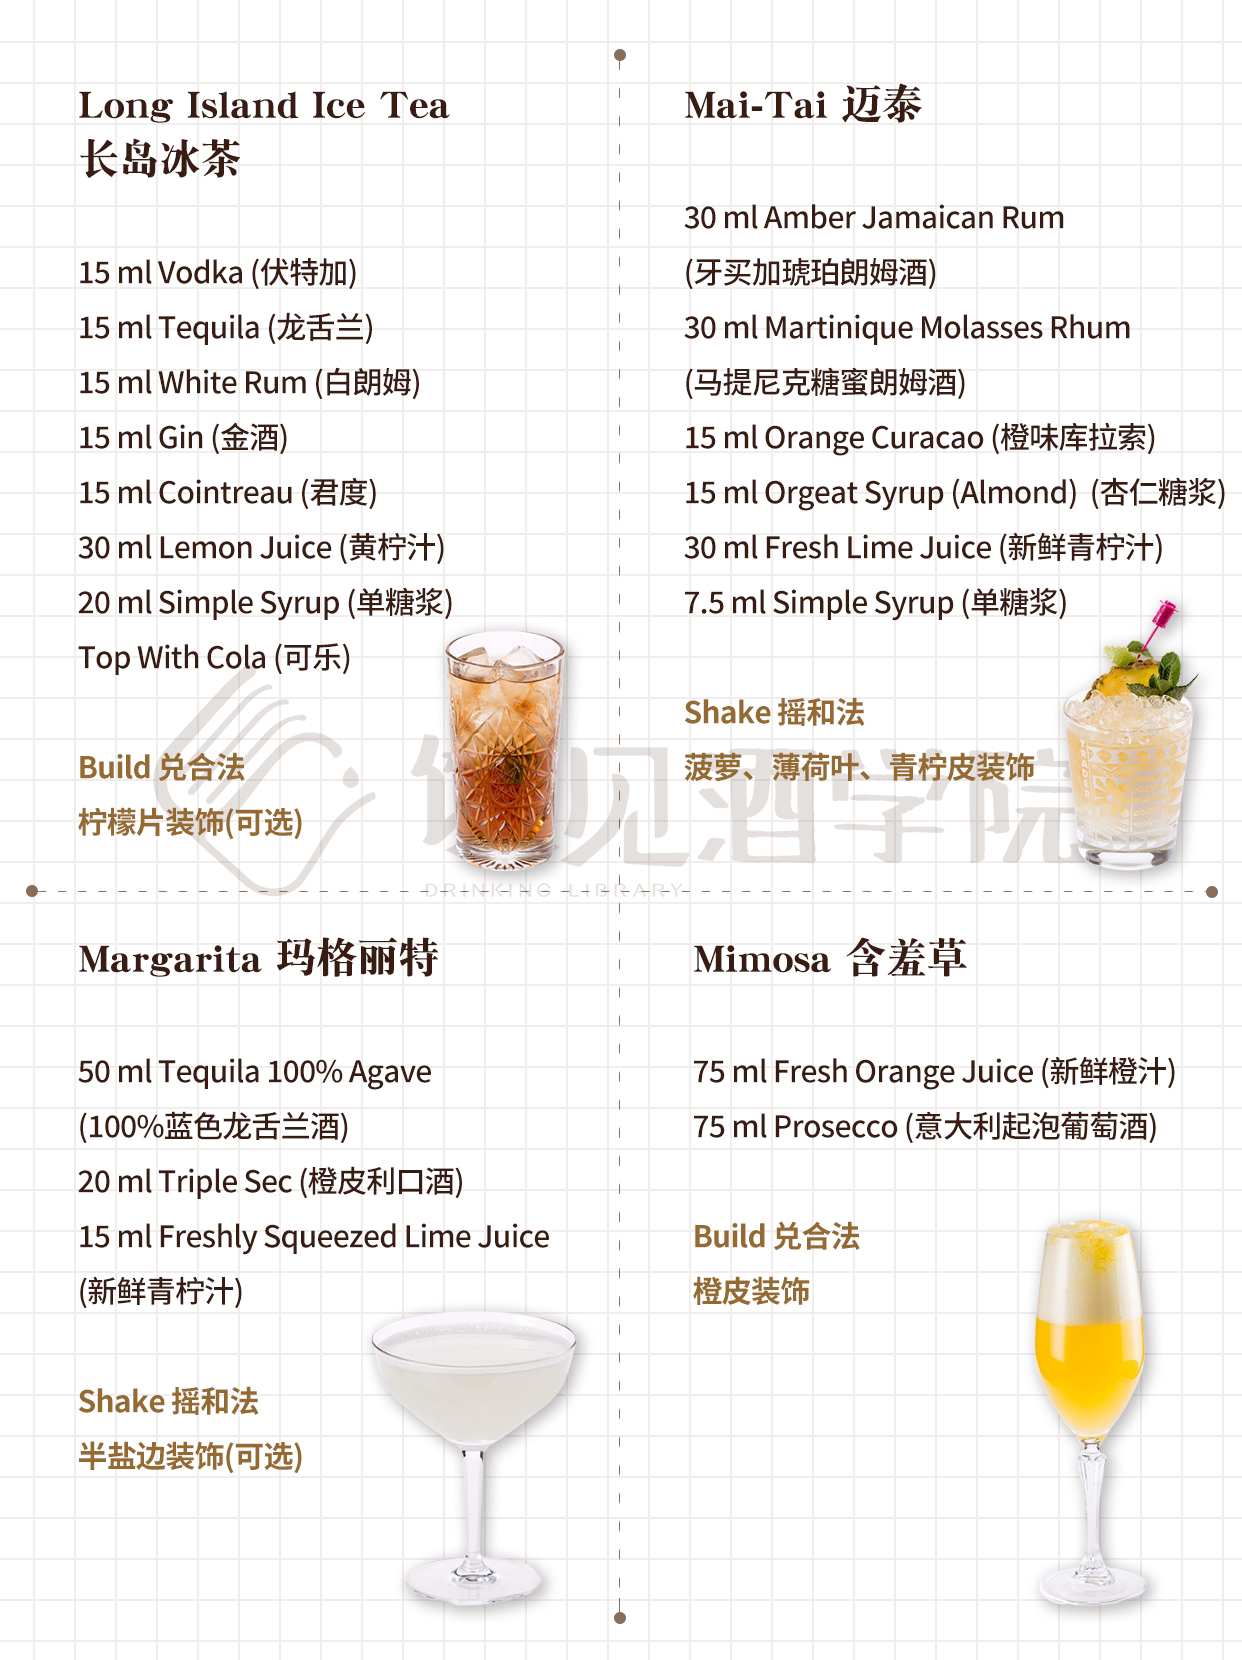 Long Island Ice Tea
长岛冰茶
15 ml Vodka (伏特加)
15 ml Tequila (龙舌兰)
15 ml White Rum (白朗姆)
15 ml Gin (金酒)
15 ml Cointreau (君度)
30 ml Lemon Juice (黄柠汁)
20 ml Simple Syrup (单糖浆)
Top With Cola (可乐)
Build 兑合法
柠檬片装饰(可选)
Mai-Tai 迈泰
30 ml Amber Jamaican Rum
(牙买加琥珀朗姆酒)
30 ml Martinique Molasses Rhum
(马提尼克糖蜜朗姆酒)
15 ml Orange Curacao (橙味库拉索)
15 ml Orgeat Syrup (Almond) (杏仁糖浆)
30 ml Fresh Lime Juice (新鲜青柠汁)
7.5 ml Simple Syrup (单糖浆)
Shake 摇和法
菠萝、薄荷叶、青柠皮装饰
见酒学院
DRINKING LIBRARY
Margarita 玛格丽特
50 ml Tequila 100% Agave
(100%蓝色龙舌兰酒)
20 ml Triple Sec (橙皮利口酒)
15 ml Freshly Squeezed Lime Juice
(新鲜青柠汁)
Shake 摇和法
半盐边装饰(可选)
Mimosa 含羞草
75 ml Fresh Orange Juice (新鲜橙汁)
75 ml Prosecco (意大利起泡葡萄酒)
Build 兑合法
橙皮装饰